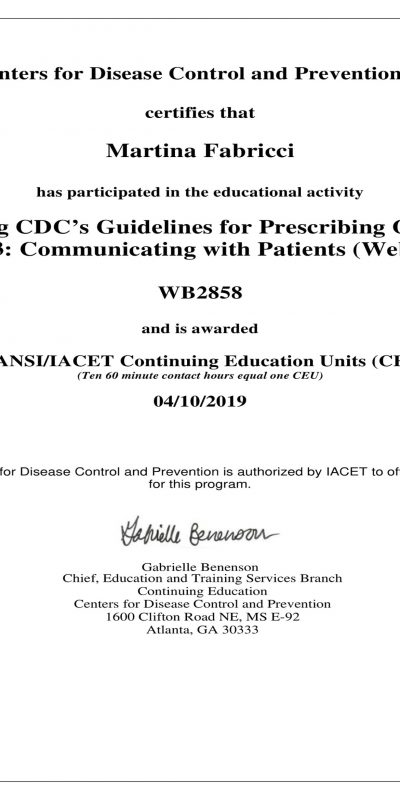 nters for Disease Control and Prevention
certifies that
Martina Fabricci
has participated in the educational activity
g CDC's Guidelines for Prescribing
3: Communicating with Patients (We
WB2858
and is awarded
ANSI/IACET Continuing Education Units (CE
(Ten 60 minute contact hours equal one CEU)
04/10/2019
for Disease Control and Prevention is authorized by IACET to of
for this program.
Gabrielle Benenson
Gabrielle Benenson
Chief, Education and Training Services Branch
Continuing Education
Centers for Disease Control and Prevention
1600 Clifton Road NE, MS E-92
Atlanta, GA 30333